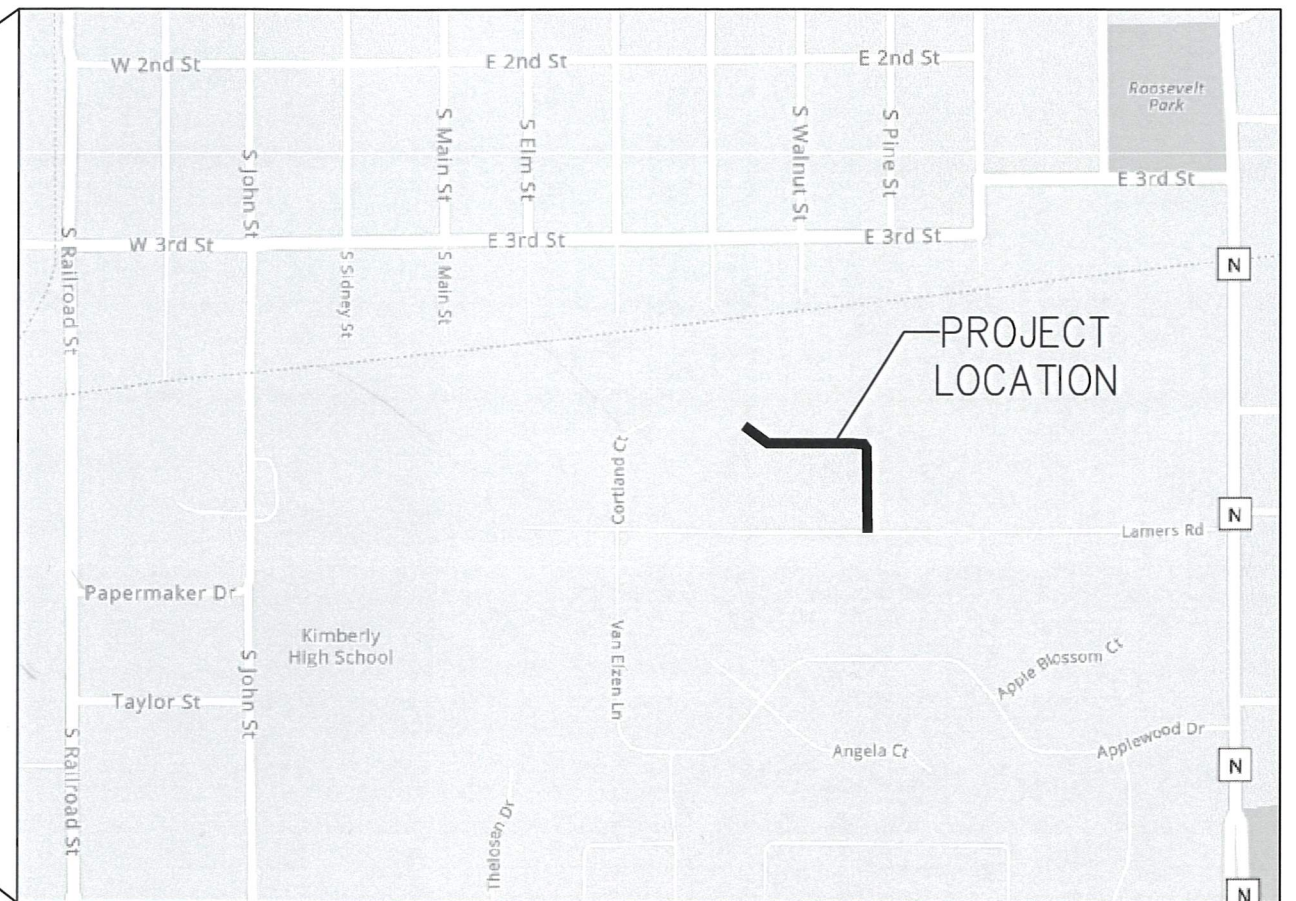 W 2nd St
E 2nd St
E 2nd St
Roosevelt
Park
S John St
S Main St
S Elm St
S Walnut St
S Pine St
E 3rd St
S Railroad St
W 3rd St
E 3rd St
E 3rd St
S Sidney St
S Main St
N
PROJECT
LOCATION
Cortland Ct
N
Lamers Rd
Papermaker Dr
Kimberly
High School
S John St
Van Elzen Ln
Apple Blossom Ct
Taylor St
S Railroad St
Angela Ct
Applewood Dr
N
Thelosen Dr
N